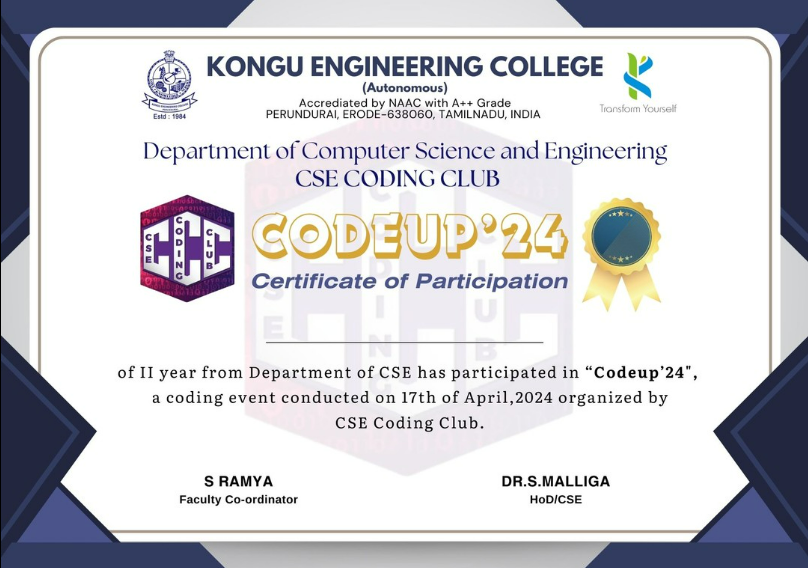 KONGU ENGINEERING COLLEGE
(Autonomous)
Accrediated by NAAC with A++ Grade
PERUNDURAI, ERODE-638060, TAMILNADU, INDIA
Estd : 1984
Transform Yourself
Department of Computer Science and Engineering
CSE CODING CLUB
CSE CODING CLUB
CCC
CODEUP’24
Certificate of Participation
of II year from Department of CSE has participated in “Codeup’24",
a coding event conducted on 17th of April,2024 organized by
CSE Coding Club.
S RAMYA
Faculty Co-ordinator
DR.S.MALLIGA
HoD/CSE